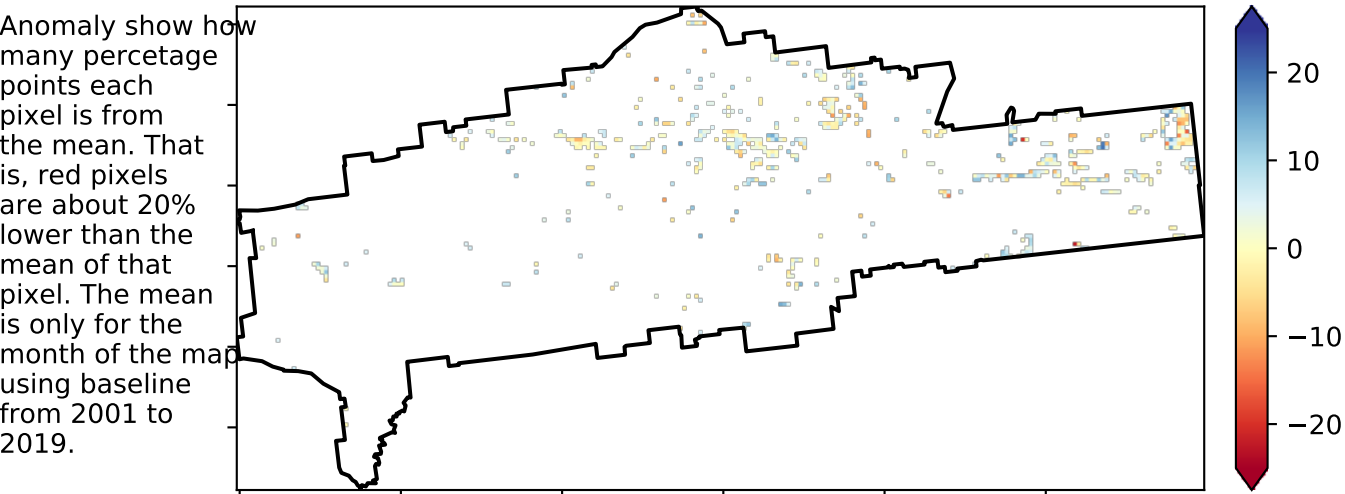 Anomaly show how
many percetage
points each
pixel is from
the mean. That
is, red pixels
are about 20%
lower than the
mean of that
pixel. The mean
is only for the
month of the map
using baseline
from 2001 to
2019.
20
10
0
−10
−20